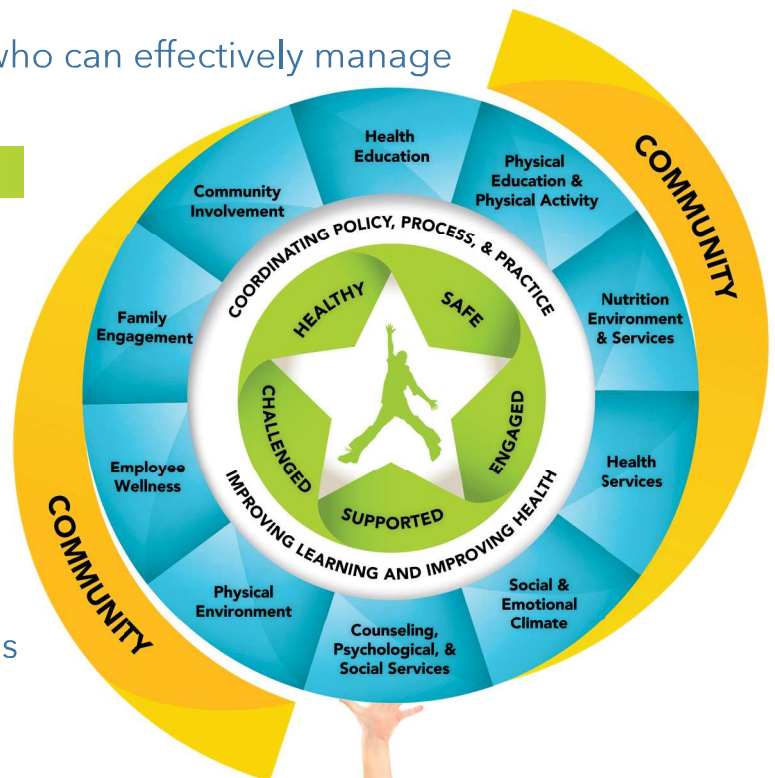 who can effectively manage
COMMUNITY
Health
Education
Physical
Education &
Physical Activity
Nutrition
Environment
& Services
Health
Services
Social &
Emotional
Climate
Counseling,
Psychological, &
Social Services
Physical
Environment
Employee
Wellness
Family
Engagement
Community
Involvement
COORDINATING POLICY, PROCESS, & PRACTICE
IMPROVING LEARNING AND IMPROVING HEALTH
HEALTHY
SAFE
ENGAGED
SUPPORTED
CHALLENGED
COMMUNITY
s